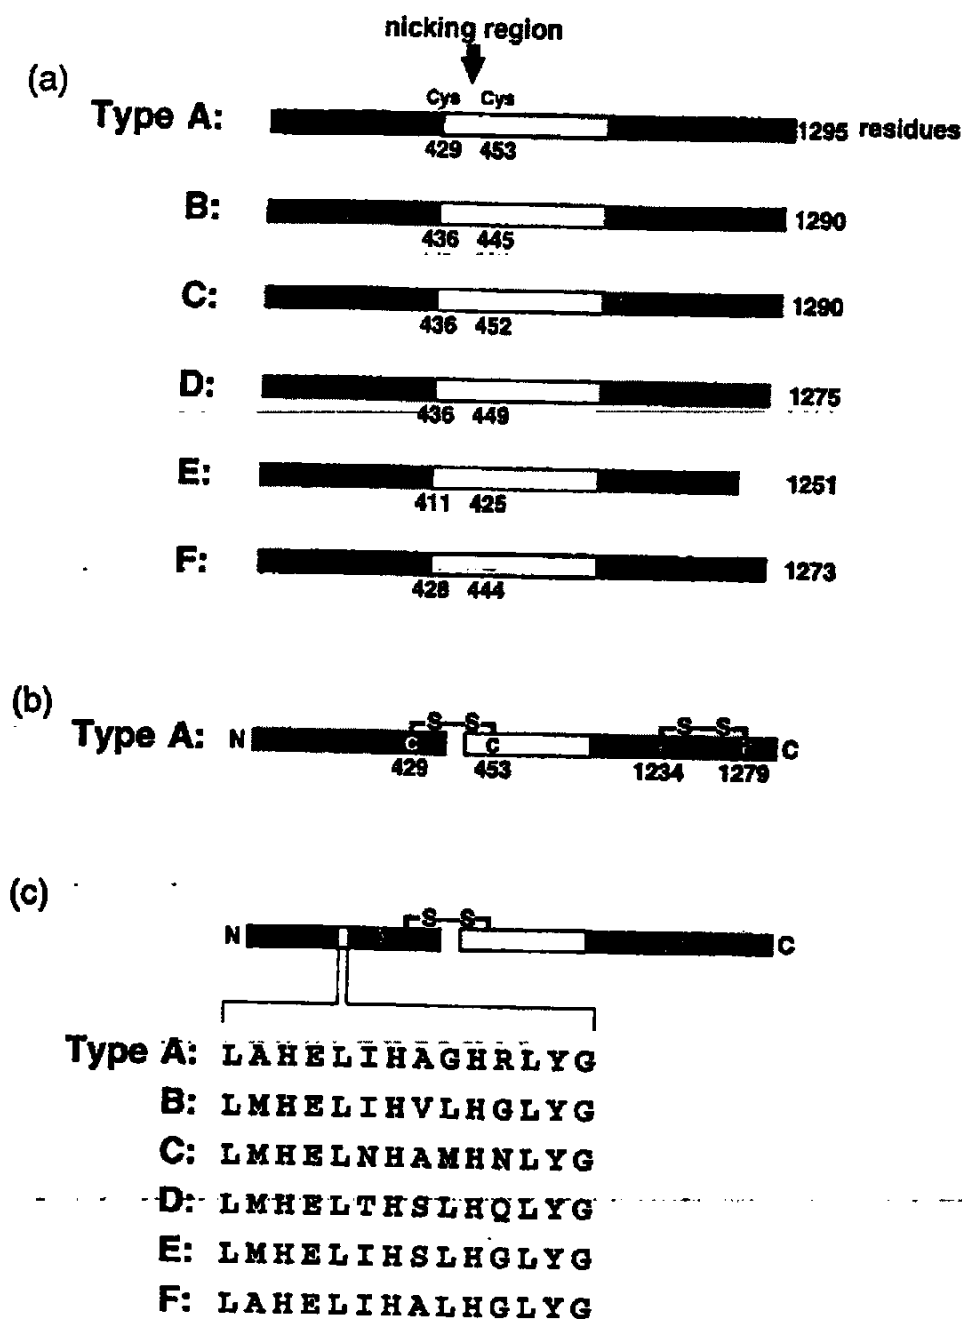 nicking region
(a)
Cys Cys
Type A: 1295 residues
429 453
B: 1290
436 445
C: 1290
436 452
D: 1275
436 449
E: 1251
411 425
F: 1273
428 444
(b)
S S S S
Type A: N C C C
429 453 1234 1279
(c)
S S
N C
Type A: LAHELIHAGHRLYG
B: LMHELIHVLHGLYG
C: LMHELNHAMHNLYG
D: LMHELTHSLHQLYG
E: LMHELIHSLHGLYG
F: LAHELIHALHGLYG